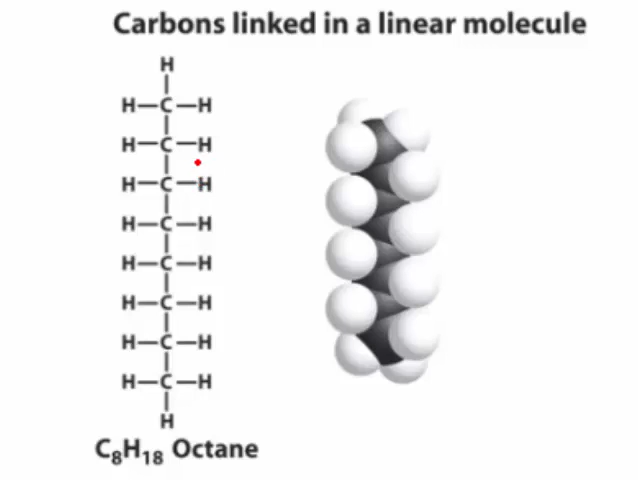 Carbons linked in a linear molecule
H
H—C—H
H—C—H
H—C—H
H—C—H
H—C—H
H—C—H
H—C—H
H—C—H
H
C₈H₁₈ Octane